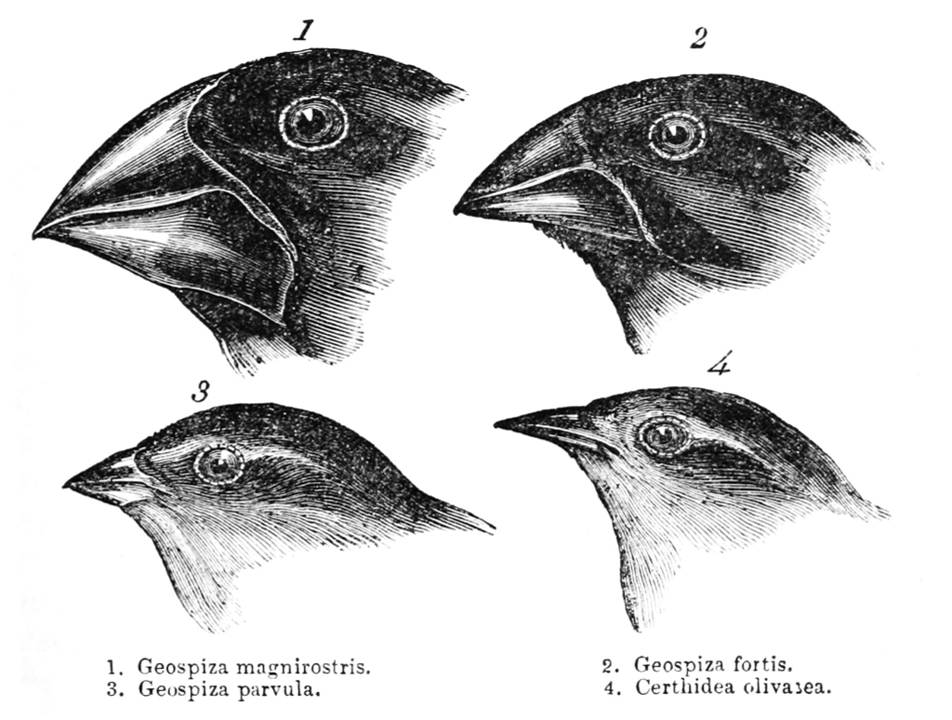 1
2
3
4
1. Geospiza magnirostris.
2. Geospiza fortis.
3. Geospiza parvula.
4. Certhidea olivasea.